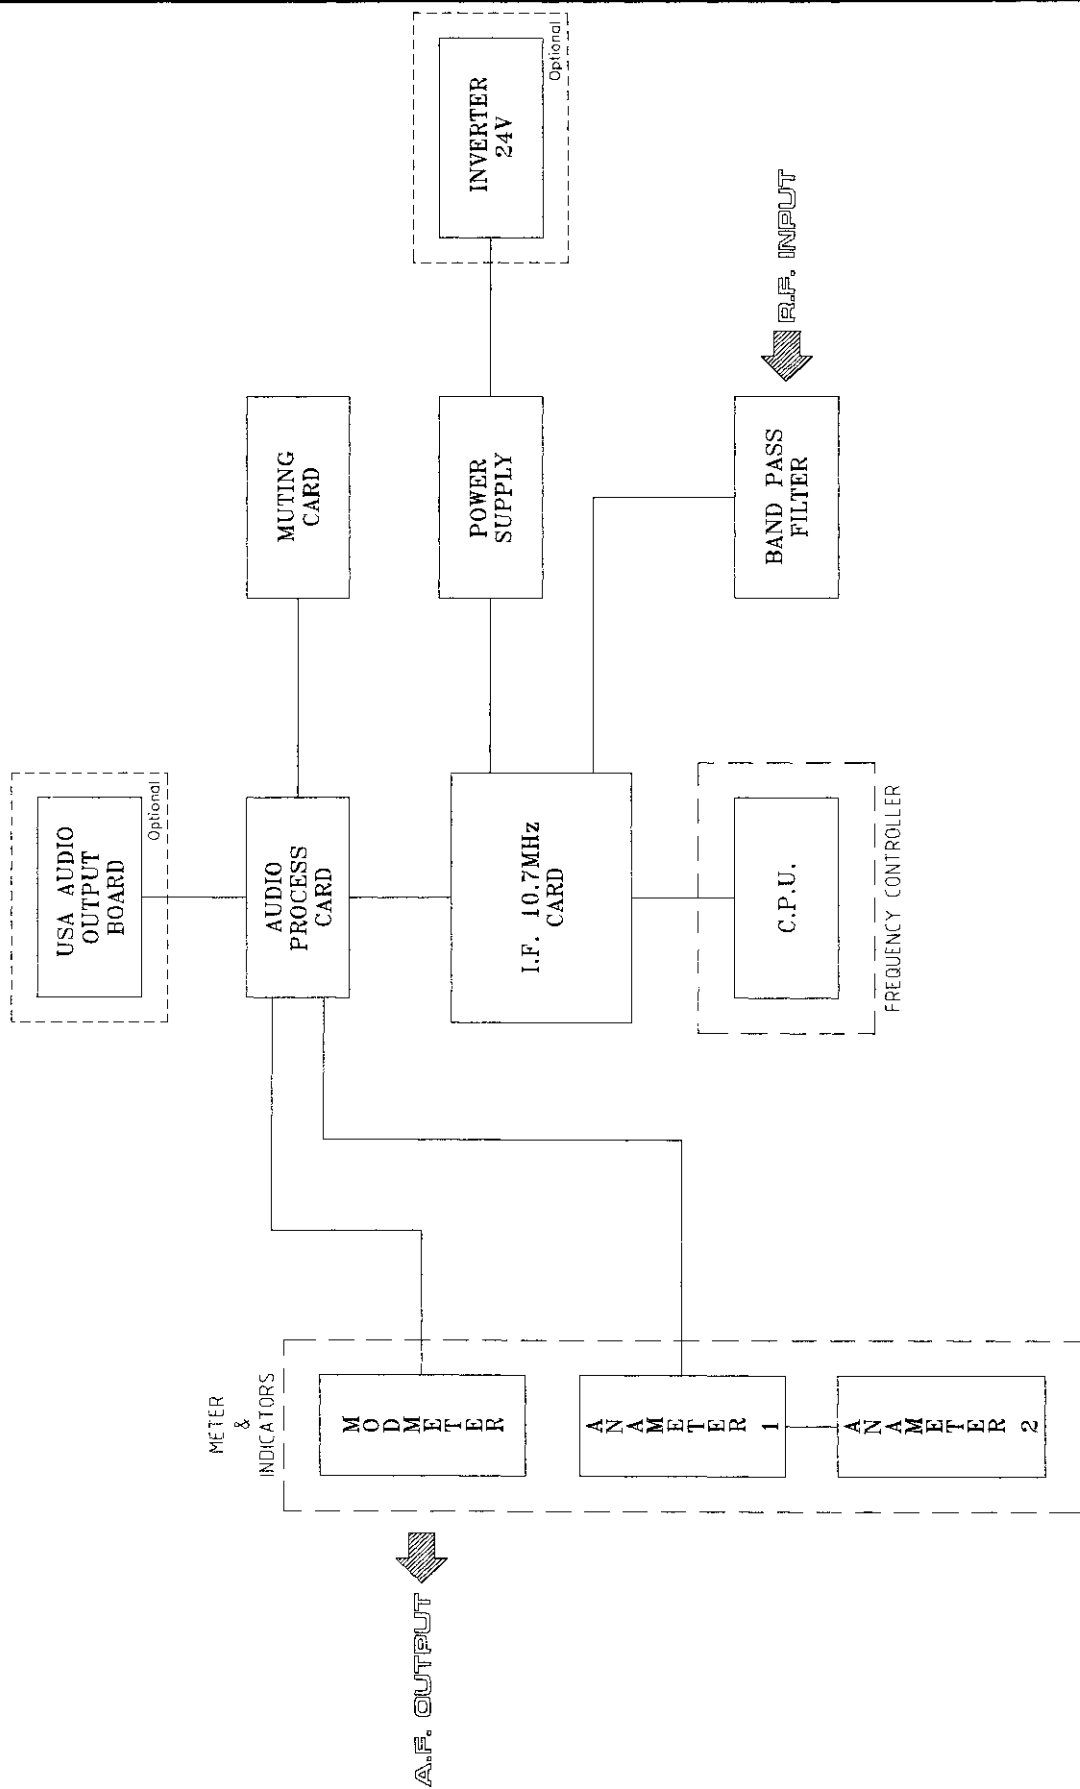 USA AUDIO
OUTPUT
BOARD
Optional
AUDIO
PROCESS
CARD
MUTING
CARD
I.F. 10.7MHz
CARD
POWER
SUPPLY
INVERTER
24V
Optional
C.P.U.
FREQUENCY CONTROLLER
BAND PASS
FILTER
R.F. INPUT
METER
&
INDICATORS
MODMETER
ANAMETER 1
ANAMETER 2
A.F. OUTPUT